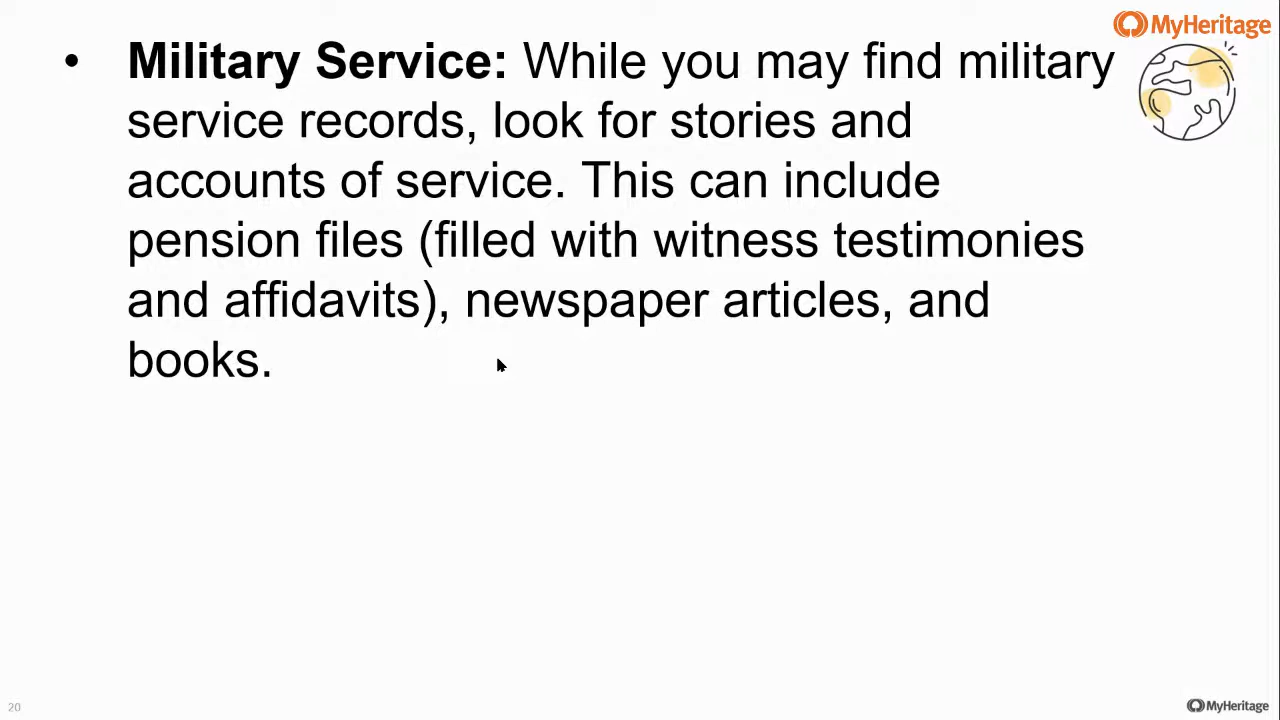 MyHeritage
• Military Service: While you may find military
service records, look for stories and
accounts of service. This can include
pension files (filled with witness testimonies
and affidavits), newspaper articles, and
books.
20
MyHeritage